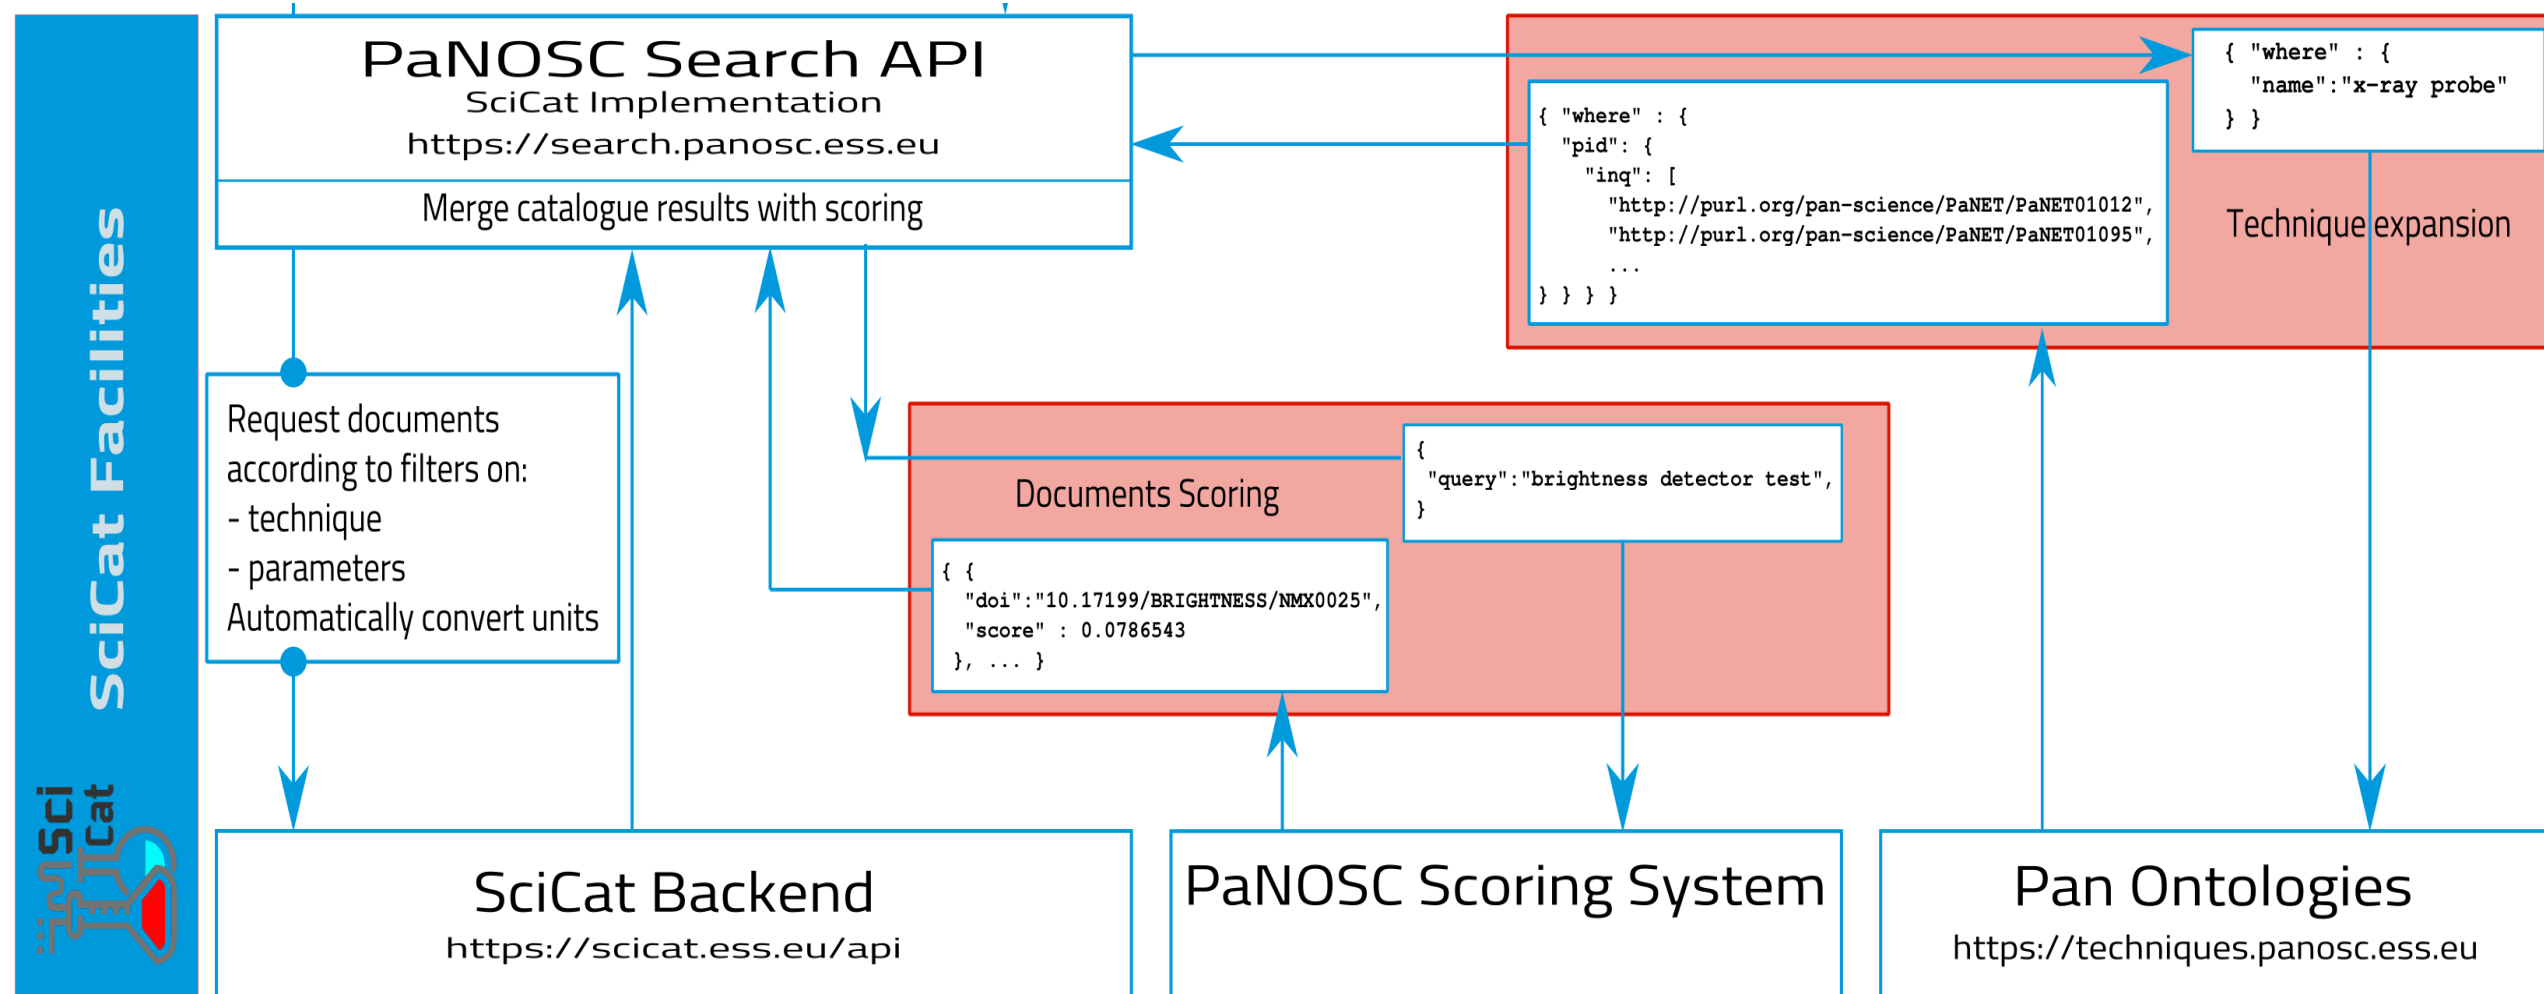 SciCat Facilities
Sci
Cat
PaNOSC Search API
SciCat Implementation
https://search.panosc.ess.eu
Merge catalogue results with scoring
{ "where" : {
"name":"x-ray probe"
} }
{ "where" : {
"pid": {
"inq": [
"http://purl.org/pan-science/PaNET/PaNET01012",
"http://purl.org/pan-science/PaNET/PaNET01095",
...
} } } }
Technique expansion
Request documents
according to filters on:
- technique
- parameters
Automatically convert units
Documents Scoring
{
"query":"brightness detector test",
}
{ {
"doi":"10.17199/BRIGHTNESS/NMX0025",
"score" : 0.0786543
}, ... }
SciCat Backend
https://scicat.ess.eu/api
PaNOSC Scoring System
Pan Ontologies
https://techniques.panosc.ess.eu